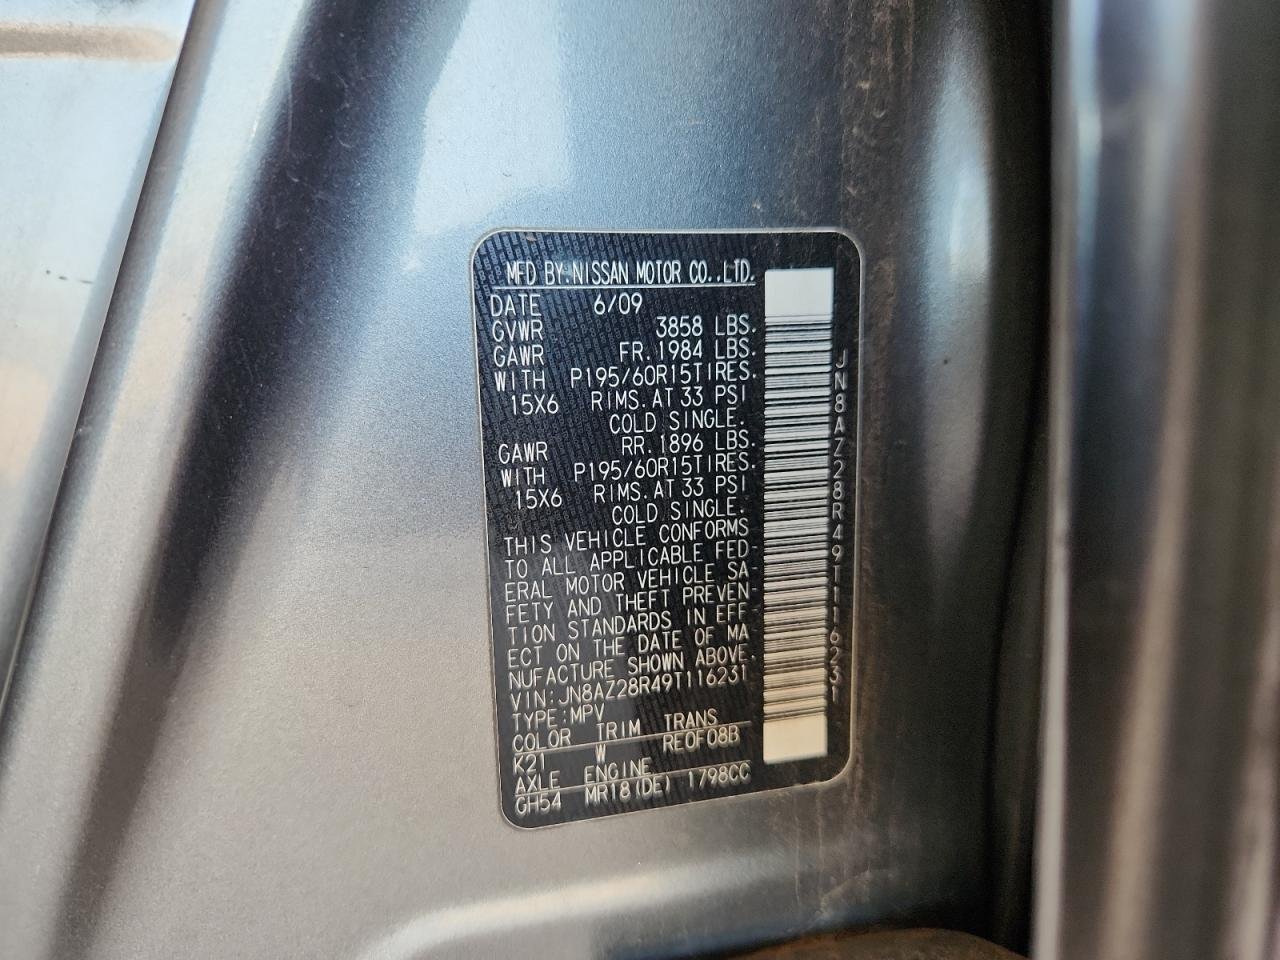 MFD BY:NISSAN MOTOR CO.,LTD.
DATE 6/09
GVWR 3858 LBS.
GAWR FR. 1984 LBS.
WITH P195/60R15TIRES.
15X6 RIMS. AT 33 PSI
COLD SINGLE.
GAWR RR. 1896 LBS.
WITH P195/60R15TIRES.
15X6 RIMS. AT 33 PSI
COLD SINGLE.
THIS VEHICLE CONFORMS
TO ALL APPLICABLE FED-
ERAL MOTOR VEHICLE SA-
FETY AND THEFT PREVEN-
TION STANDARDS IN EFF-
ECT ON THE DATE OF MA-
NUFACTURE SHOWN ABOVE.
VIN:JN8AZ28R49T116231
TYPE:MPV
COLOR TRIM TRANS
K21 W RE0F08B
AXLE ENGINE
GH54 MR18(DE) 1798CC
JN8AZ28R49T116231